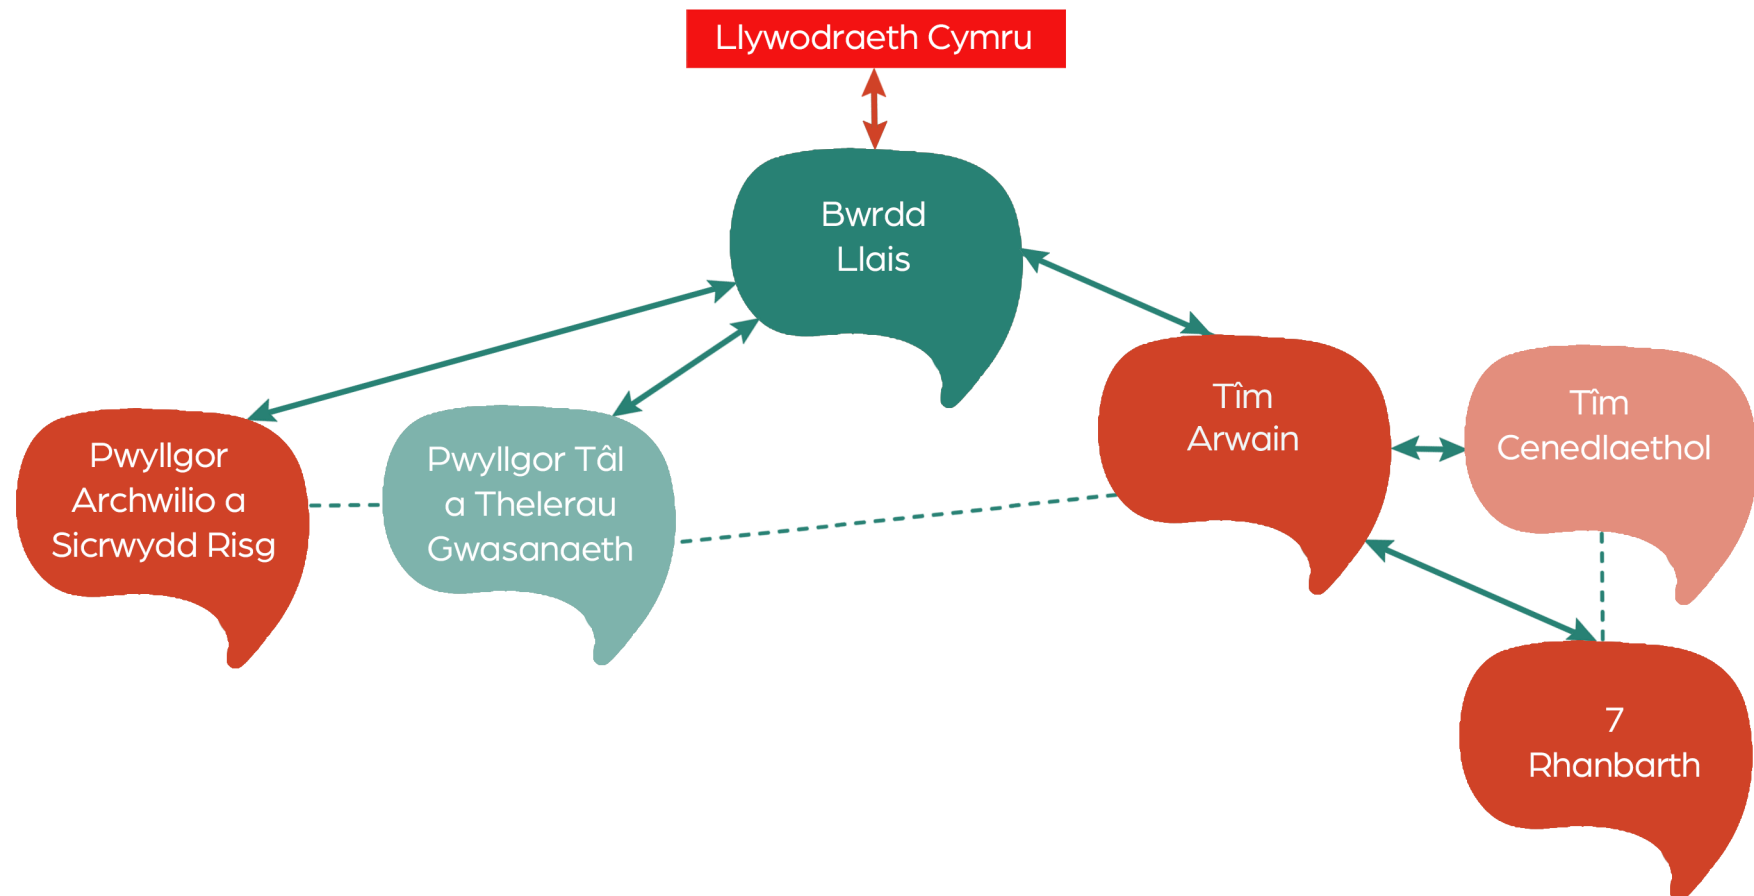 Llywodraeth Cymru
Bwrdd
Llais
Pwyllgor
Archwilio a
Sicrwydd Risg
Pwyllgor Tâl
a Thelerau
Gwasanaeth
Tîm
Arwain
Tîm
Cenedlaethol
7
Rhanbarth